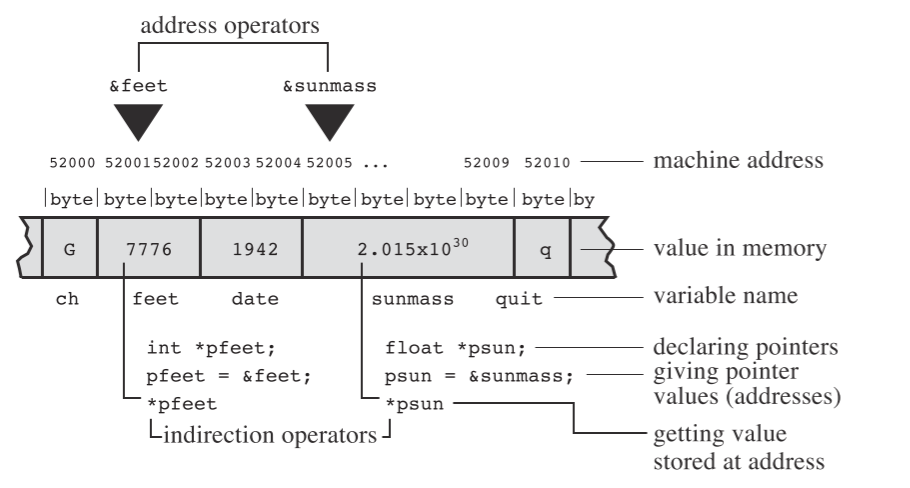 address operators
&feet &sunmass
52000 52001 52002 52003 52004 52005 ... 52009 52010 machine address
byte byte byte byte byte byte byte byte byte byte by
G 7776 1942 2.015x10³⁰ q value in memory
ch feet date sunmass quit variable name
int *pfeet; float *psun; declaring pointers
pfeet = &feet; psun = &sunmass; giving pointer
values (addresses)
*pfeet *psun
indirection operators getting value
stored at address